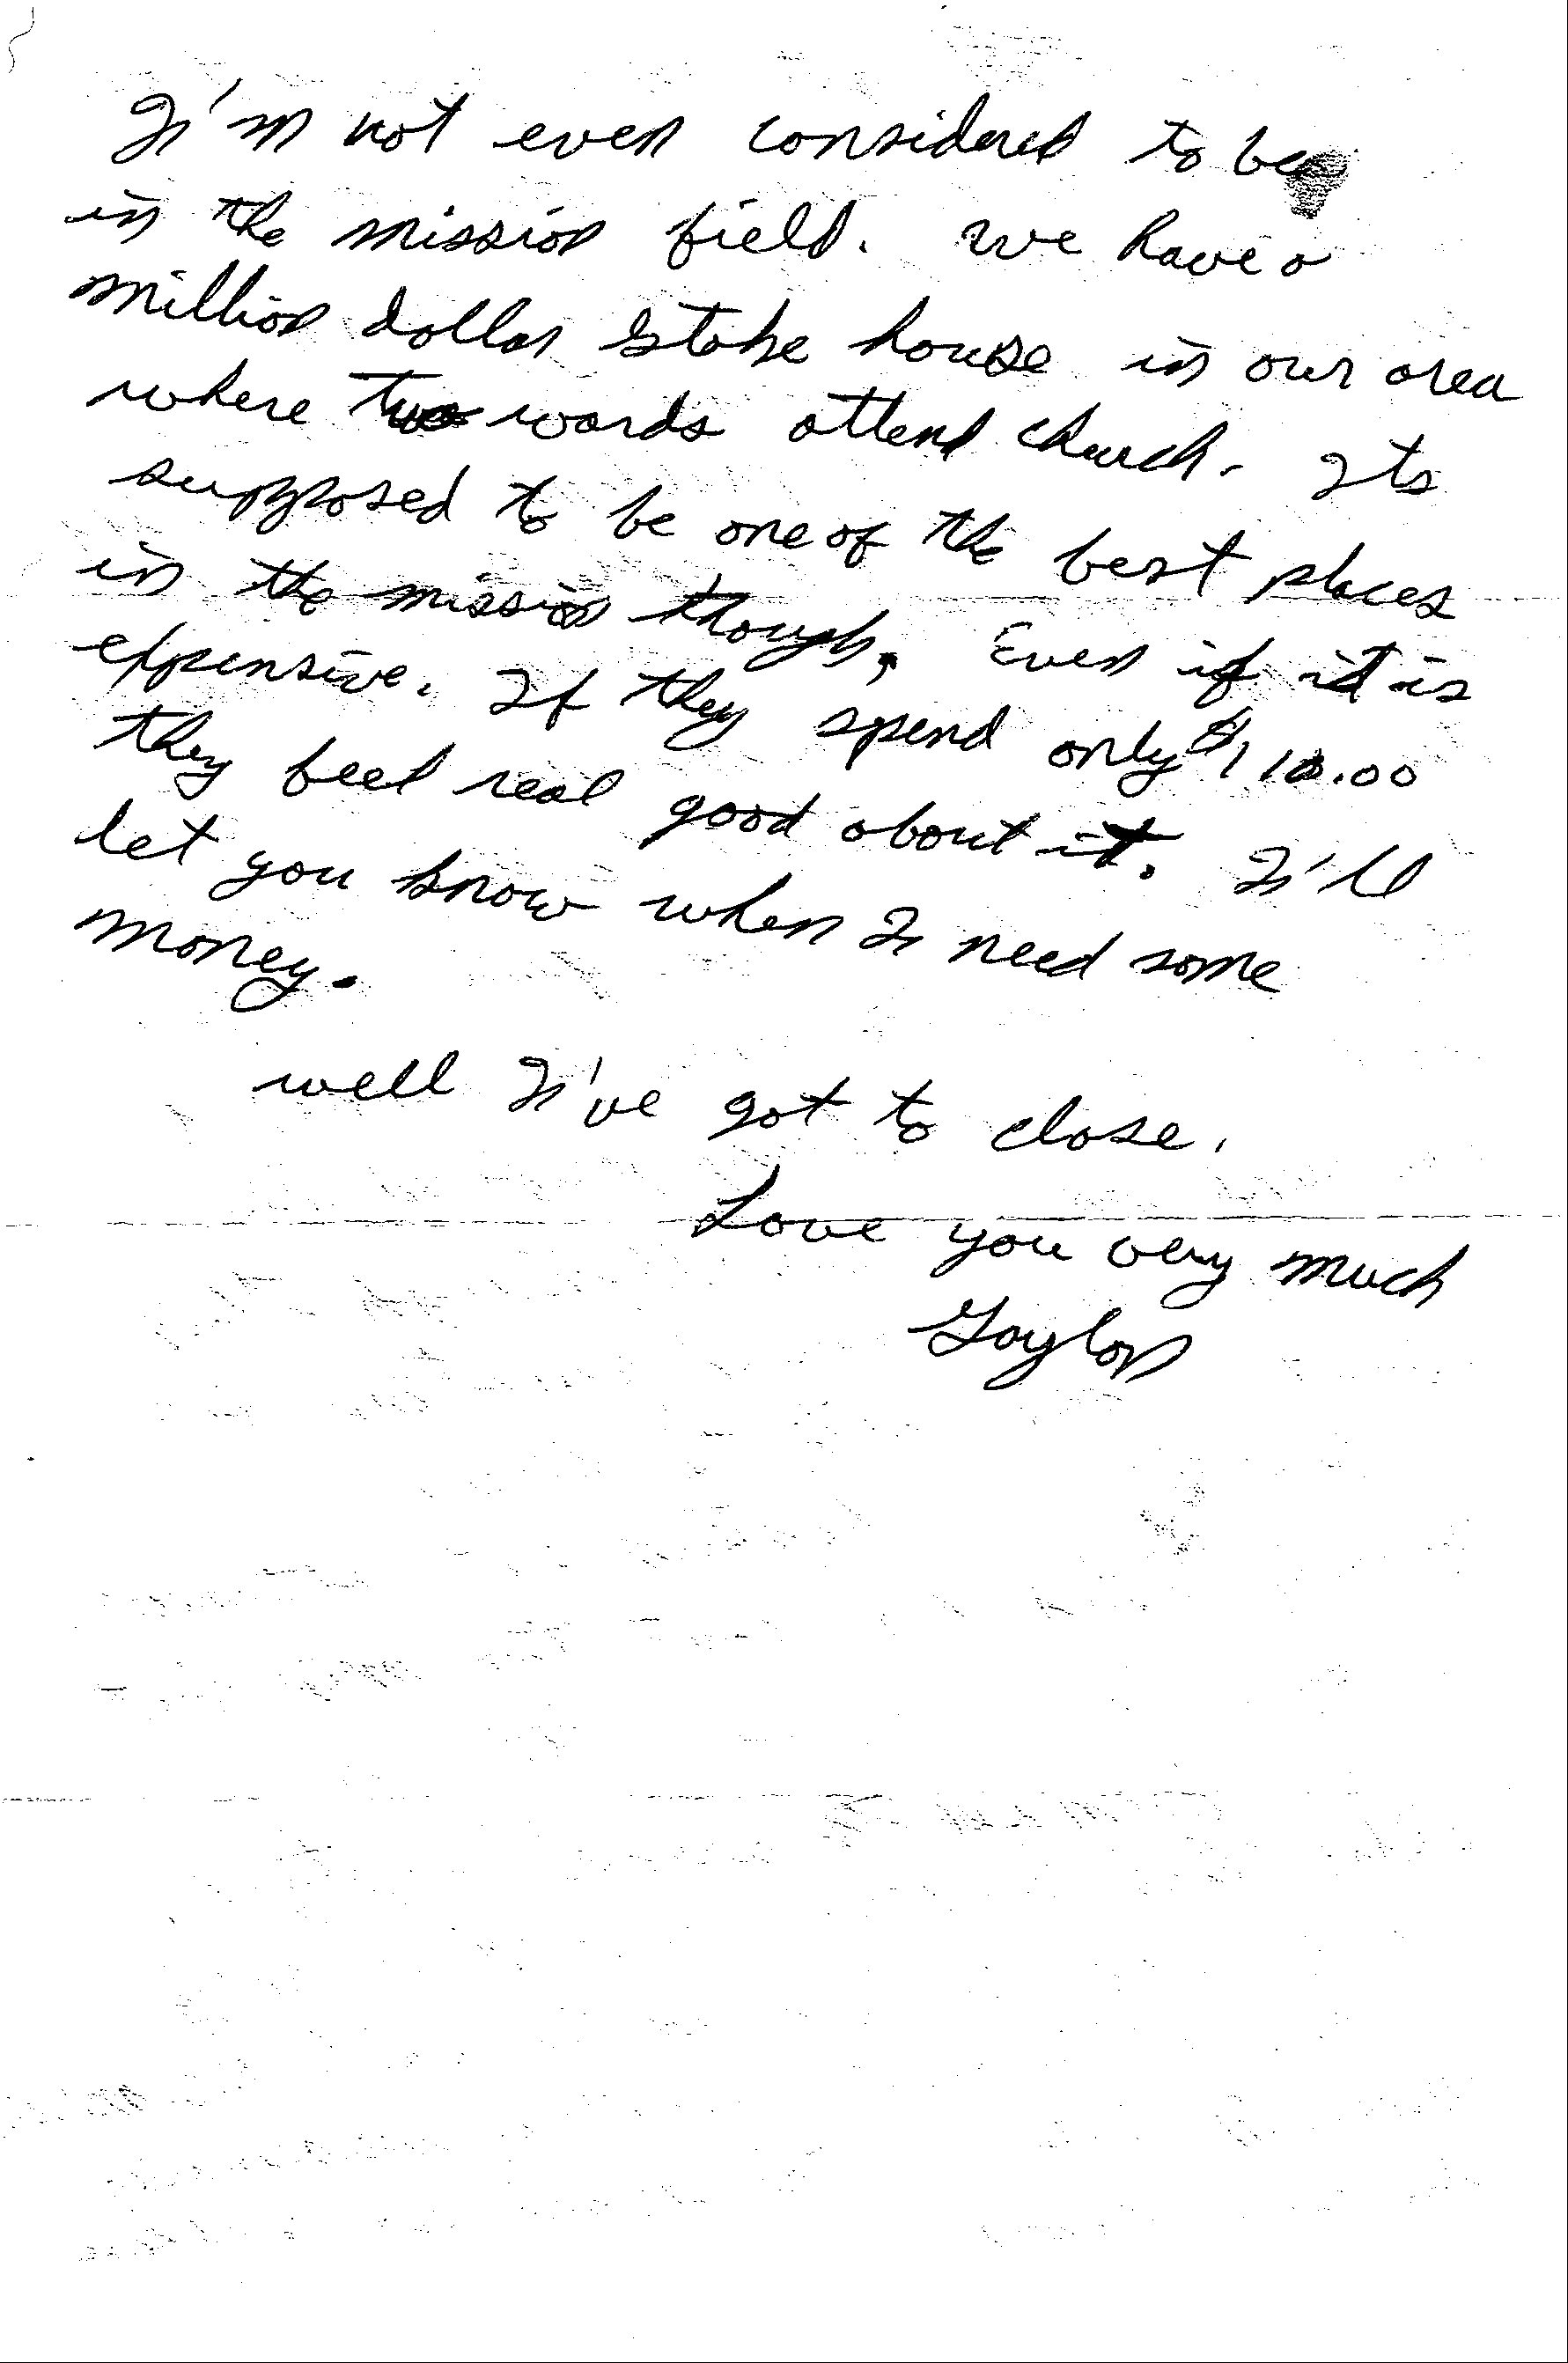 I'm not even considered to be
in the mission field. We have a
million dollar stake house in our area
where two wards attend church. Its
supposed to be one of the best places
in the mission though, Even if it is
expensive. If they spend only $110.00
they feel real good about it. I'll
let you know when I need some
money.
well I've got to close.
Love you very much
Gaylon